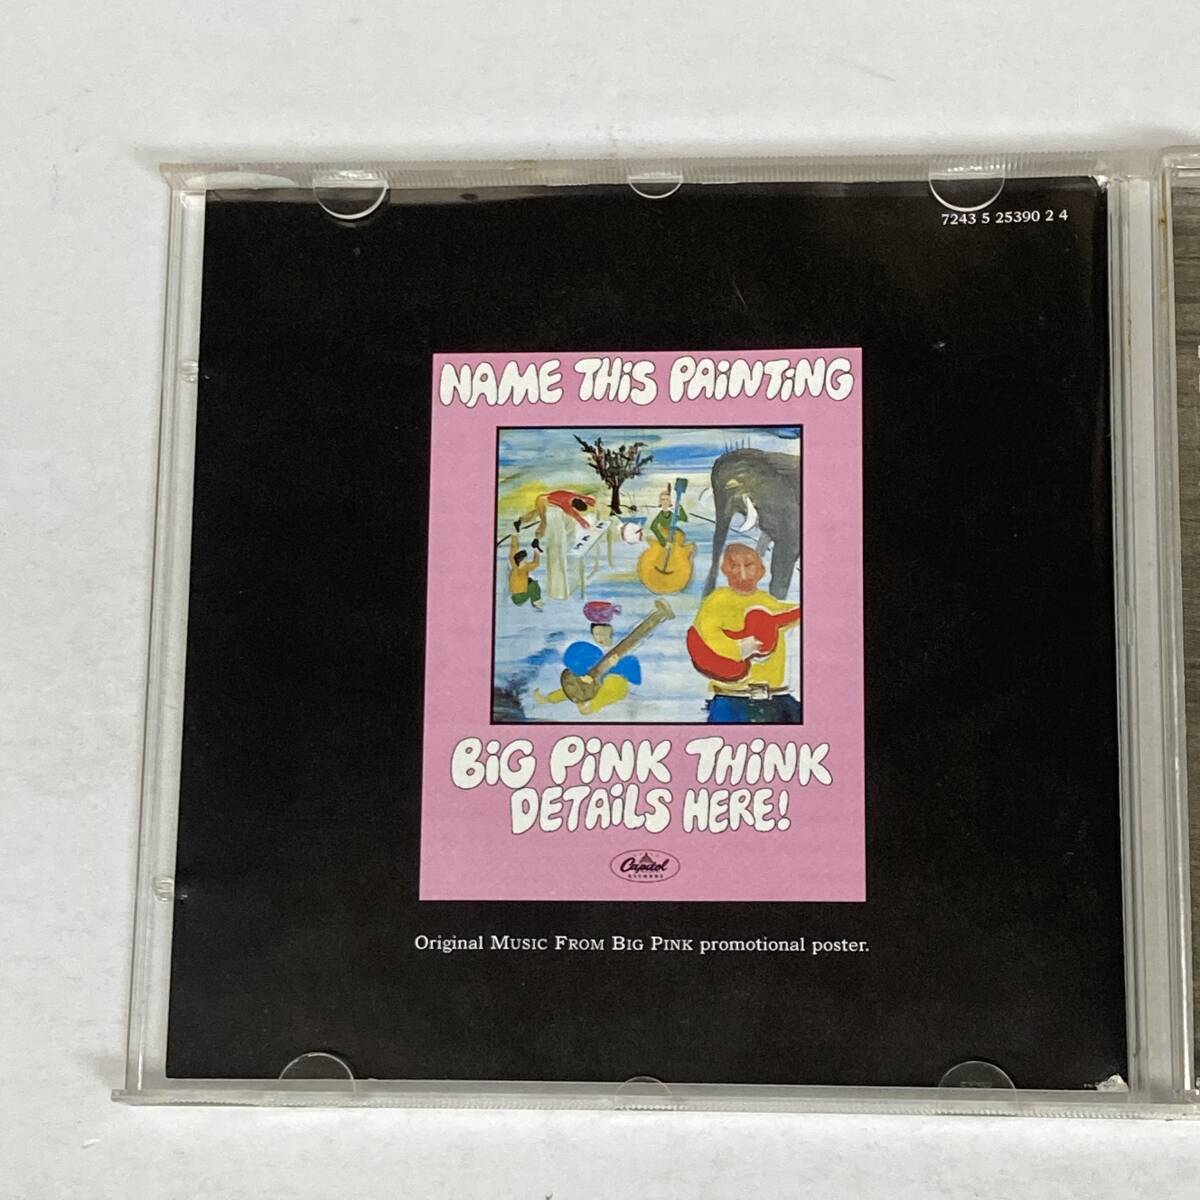 7243 5 25390 2 4
NAME THiS PAiNTiNG
BiG PiNK THiNK
DETAiLS HERE!
Capitol
RECORDS
Original MUSIC FROM BIG PINK promotional poster.